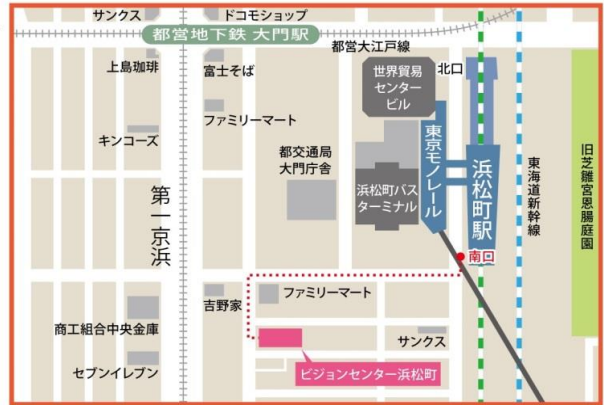 サンクス
ドコモショップ
都営地下鉄 大門駅
都営大江戸線
上島珈琲
富士そば
世界貿易
センター
ビル
北口
ファミリーマート
キンコーズ
都交通局
大門庁舎
東京モノレール
浜松町駅
浜松町バス
ターミナル
東海道新幹線
旧芝離宮恩賜庭園
第一京浜
南口
吉野家
ファミリーマート
商工組合中央金庫
サンクス
セブンイレブン
ビジョンセンター浜松町